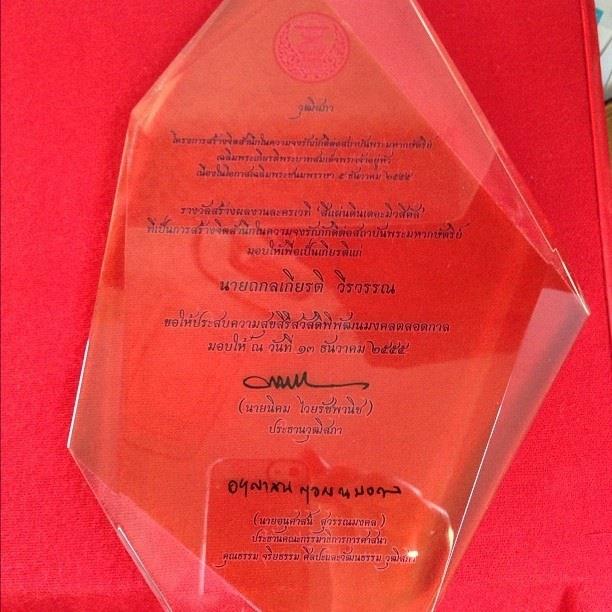 วุฒิสภา
โครงการสร้างจิตสำนึกในความจงรักภักดีต่อสถาบันพระมหากษัตริย์
เฉลิมพระเกียรติพระบาทสมเด็จพระเจ้าอยู่หัว
เนื่องในโอกาสเฉลิมพระชนมพรรษา ๕ ธันวาคม ๒๕๕๕
รางวัลสร้างผลงานละครเวที "สี่แผ่นดินเดอะมิวสิคัล"
ที่เป็นการสร้างจิตสำนึกในความจงรักภักดีต่อสถาบันพระมหากษัตริย์
มอบให้เพื่อเป็นเกียรติแก่
นายถกลเกียรติ วีรวรรณ
ขอให้ประสบความสุขสิริสวัสดิ์พิพัฒนมงคลตลอดกาล
มอบให้ ณ วันที่ ๑๓ ธันวาคม ๒๕๕๕
(นายนิคม ไวยรัชพานิช)
ประธานวุฒิสภา
อนุศาสน์ สุวรรณมงคล
(นายอนุศาสน์ สุวรรณมงคล)
ประธานคณะกรรมาธิการการศาสนา
คุณธรรม จริยธรรม ศิลปะและวัฒนธรรม วุฒิสภา